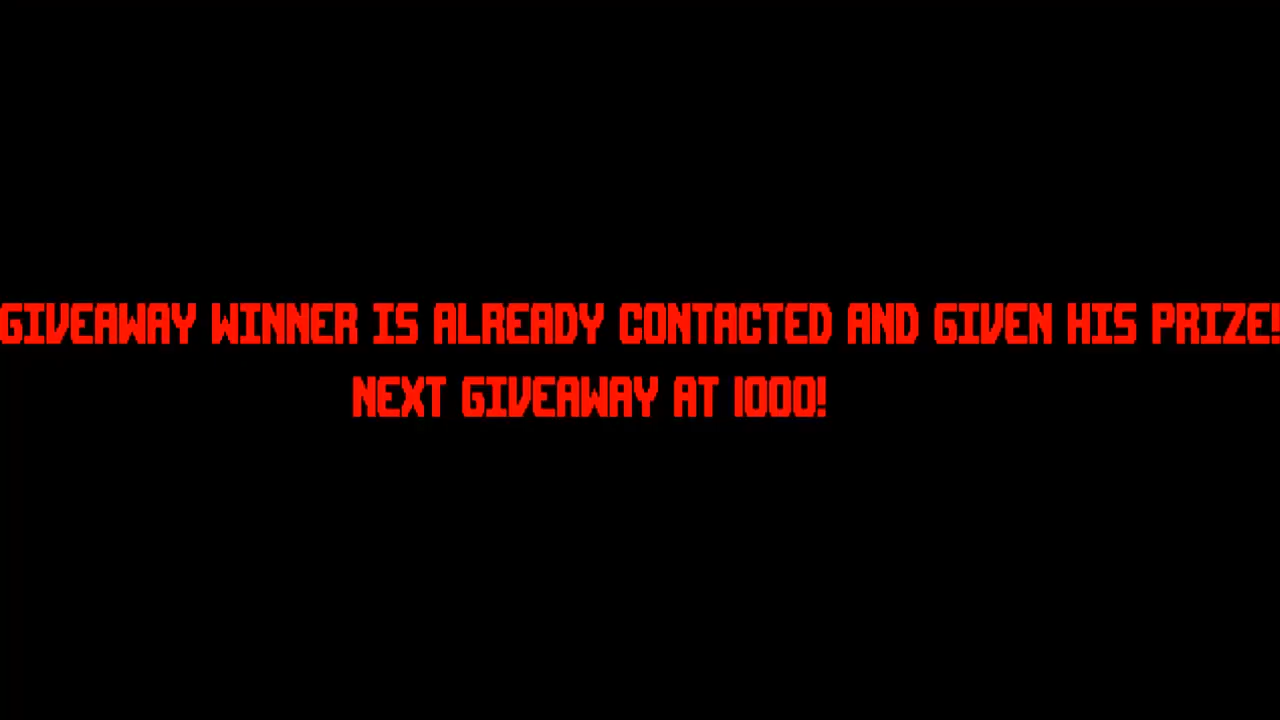 GIVEAWAY WINNER IS ALREADY CONTACTED AND GIVEN HIS PRIZE!
NEXT GIVEAWAY AT 1000!